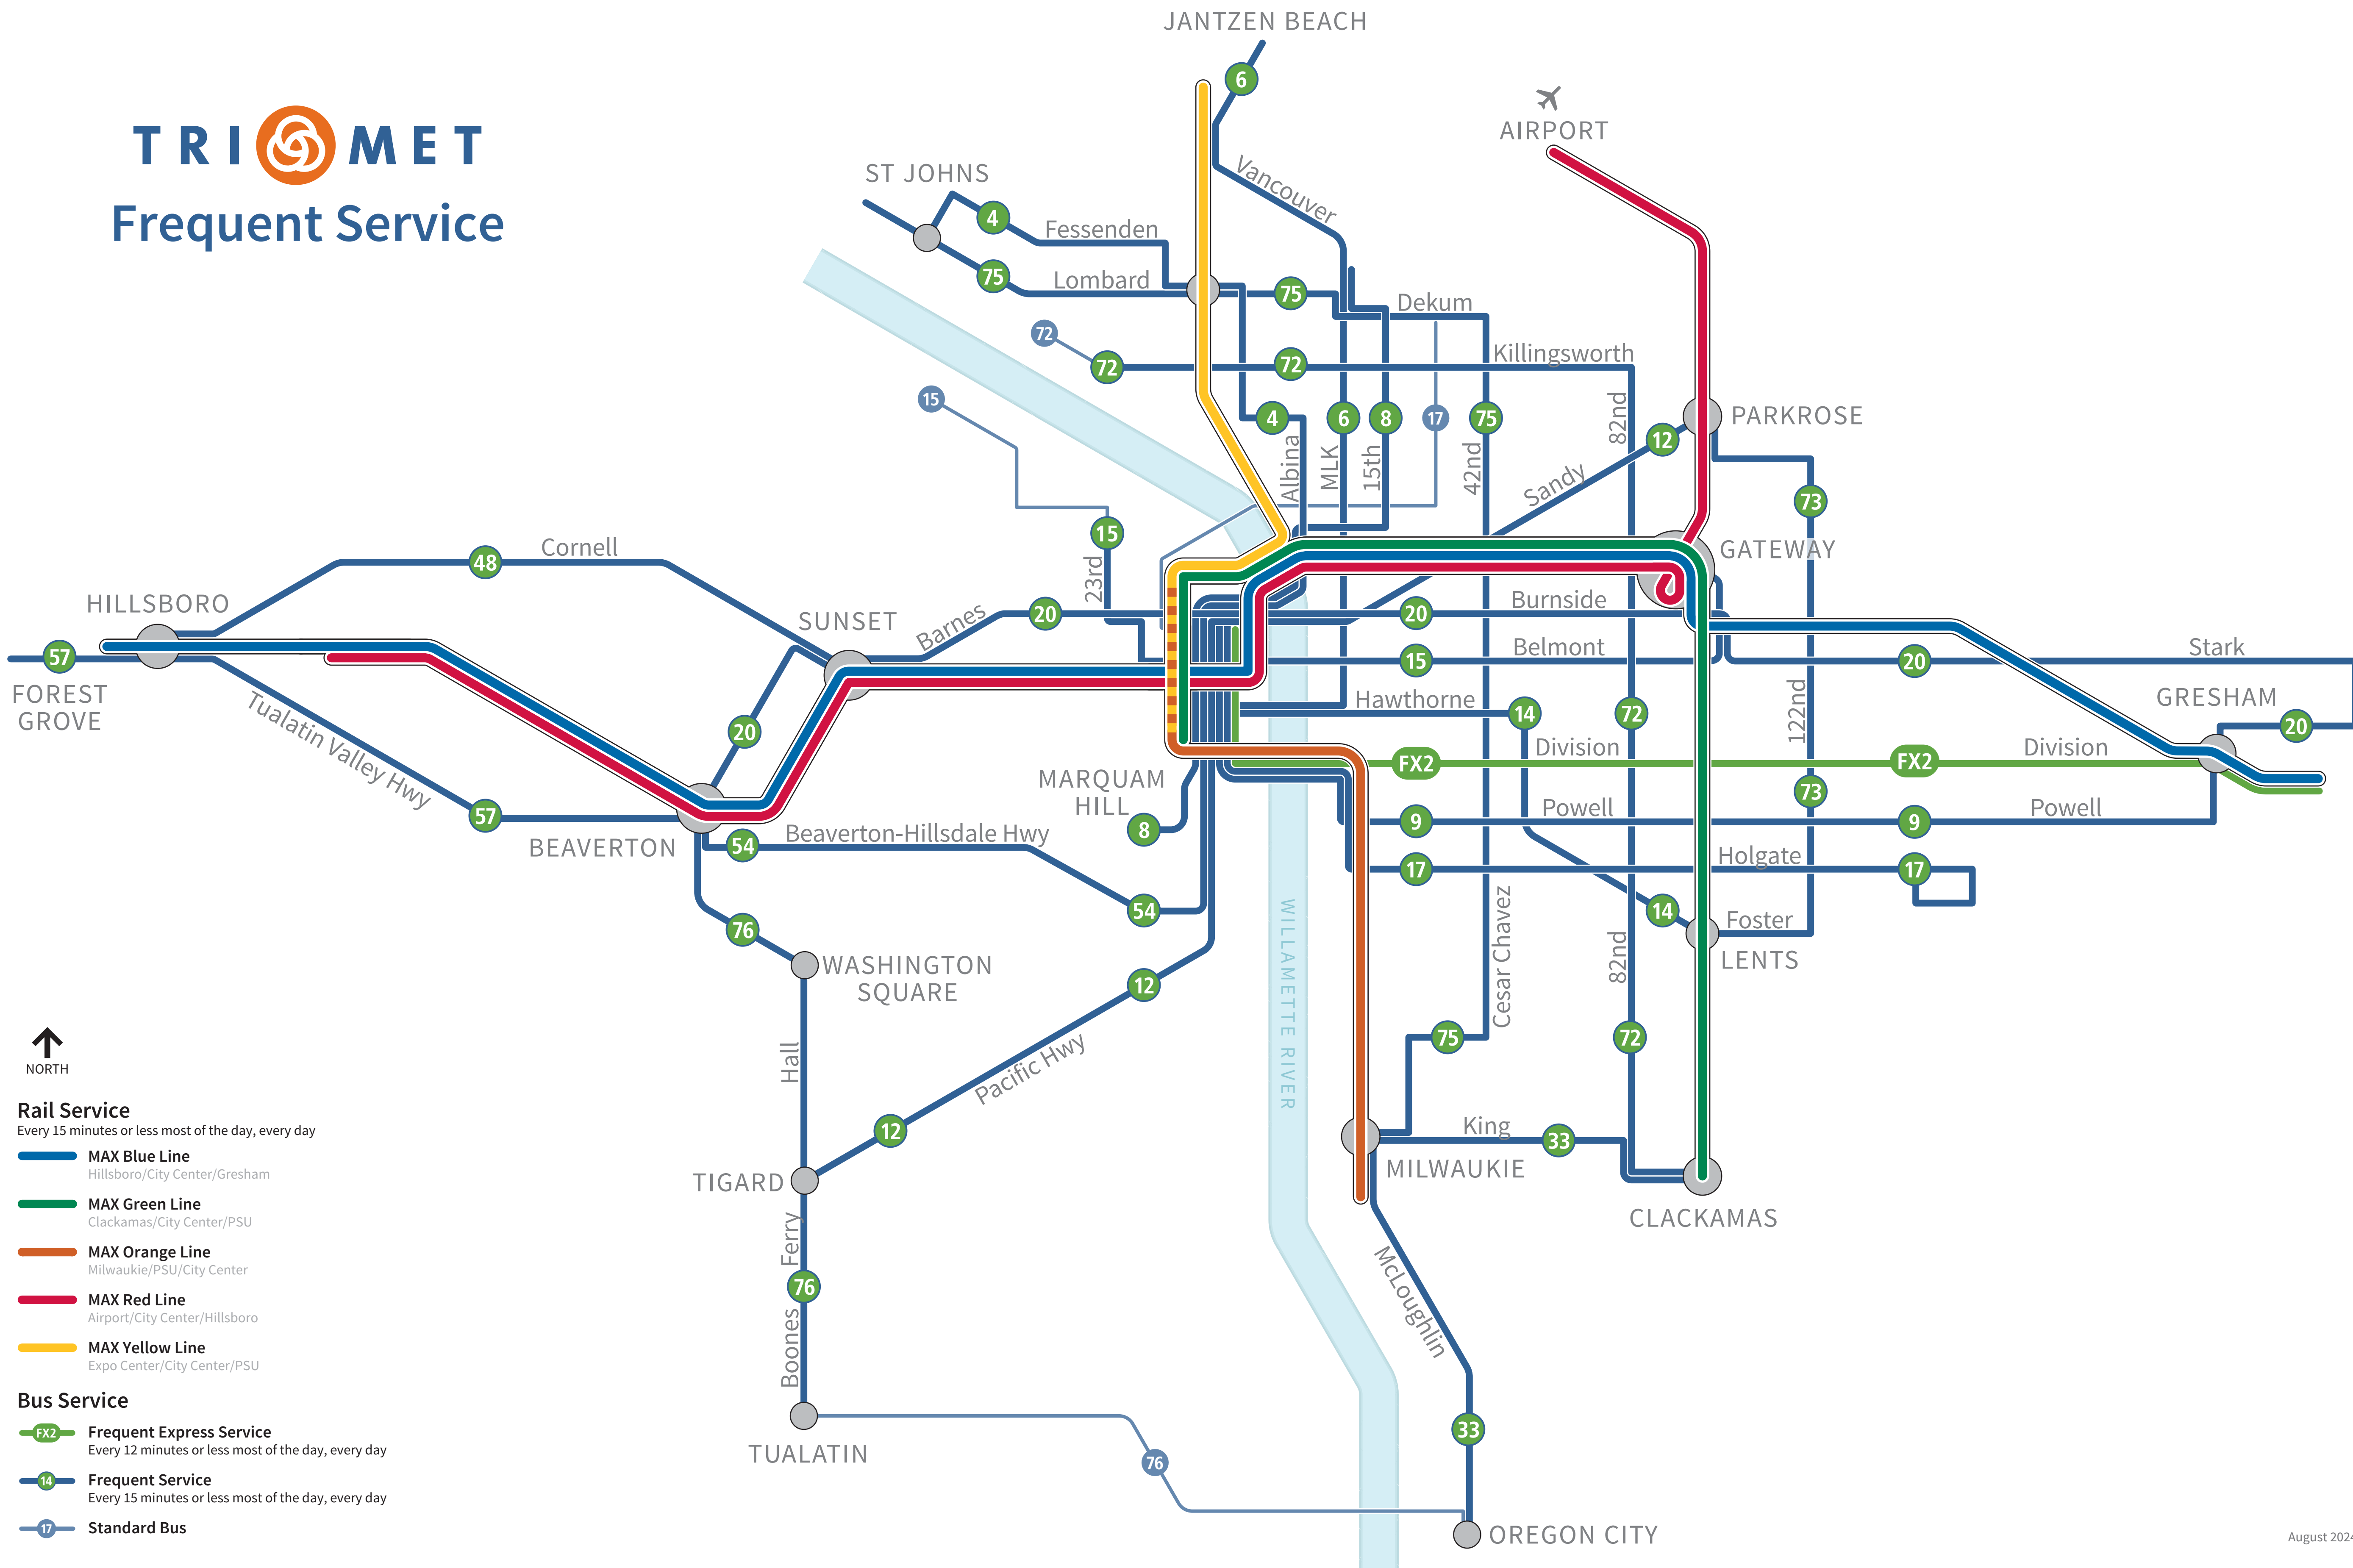 JANTZEN BEACH
6
AIRPORT
TRIMET
Frequent Service
ST JOHNS
Vancouver
4
Fessenden
75
Lombard
75
Dekum
72
72
72
Killingsworth
15
4
6
8
17
75
82nd
12
PARKROSE
Albina
MLK
15th
42nd
Sandy
73
15
GATEWAY
48
Cornell
23rd
HILLSBORO
SUNSET
Barnes
20
20
Burnside
57
15
Belmont
20
Stark
FOREST
GROVE
Tualatin Valley Hwy
20
Hawthorne
14
72
122nd
GRESHAM
20
Division
Division
FX2
FX2
MARQUAM
HILL
73
57
8
9
Powell
9
Powell
BEAVERTON
54
Beaverton-Hillsdale Hwy
17
Holgate
17
54
14
Foster
76
Cesar Chavez
82nd
LENTS
WASHINGTON
SQUARE
12
WILLAMETTE RIVER
NORTH
Hall
Pacific Hwy
75
72
12
King
33
MILWAUKIE
TIGARD
CLACKAMAS
Boones Ferry
76
McLoughlin
33
TUALATIN
76
OREGON CITY
Rail Service
Every 15 minutes or less most of the day, every day
MAX Blue Line
Hillsboro/City Center/Gresham
MAX Green Line
Clackamas/City Center/PSU
MAX Orange Line
Milwaukie/PSU/City Center
MAX Red Line
Airport/City Center/Hillsboro
MAX Yellow Line
Expo Center/City Center/PSU
Bus Service
FX2 Frequent Express Service
Every 12 minutes or less most of the day, every day
14 Frequent Service
Every 15 minutes or less most of the day, every day
17 Standard Bus
August 2024